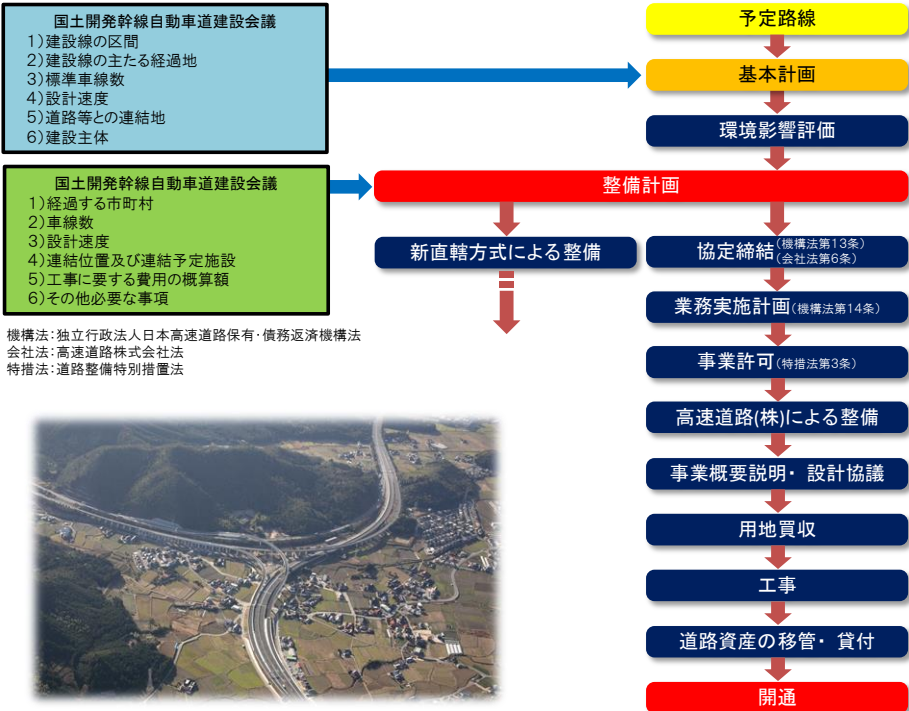 国土開発幹線自動車道建設会議
1)建設線の区間
2)建設線の主たる経過地
3)標準車線数
4)設計速度
5)道路等との連結地
6)建設主体
国土開発幹線自動車道建設会議
1)経過する市町村
2)車線数
3)設計速度
4)連結位置及び連結予定施設
5)工事に要する費用の概算額
6)その他必要な事項
機構法:独立行政法人日本高速道路保有・債務返済機構法
会社法:高速道路株式会社法
特措法:道路整備特別措置法
予定路線
基本計画
環境影響評価
整備計画
新直轄方式による整備
協定締結(機構法第13条)
(会社法第6条)
業務実施計画(機構法第14条)
事業許可(特措法第3条)
高速道路(株)による整備
事業概要説明・ 設計協議
用地買収
工事
道路資産の移管・ 貸付
開通